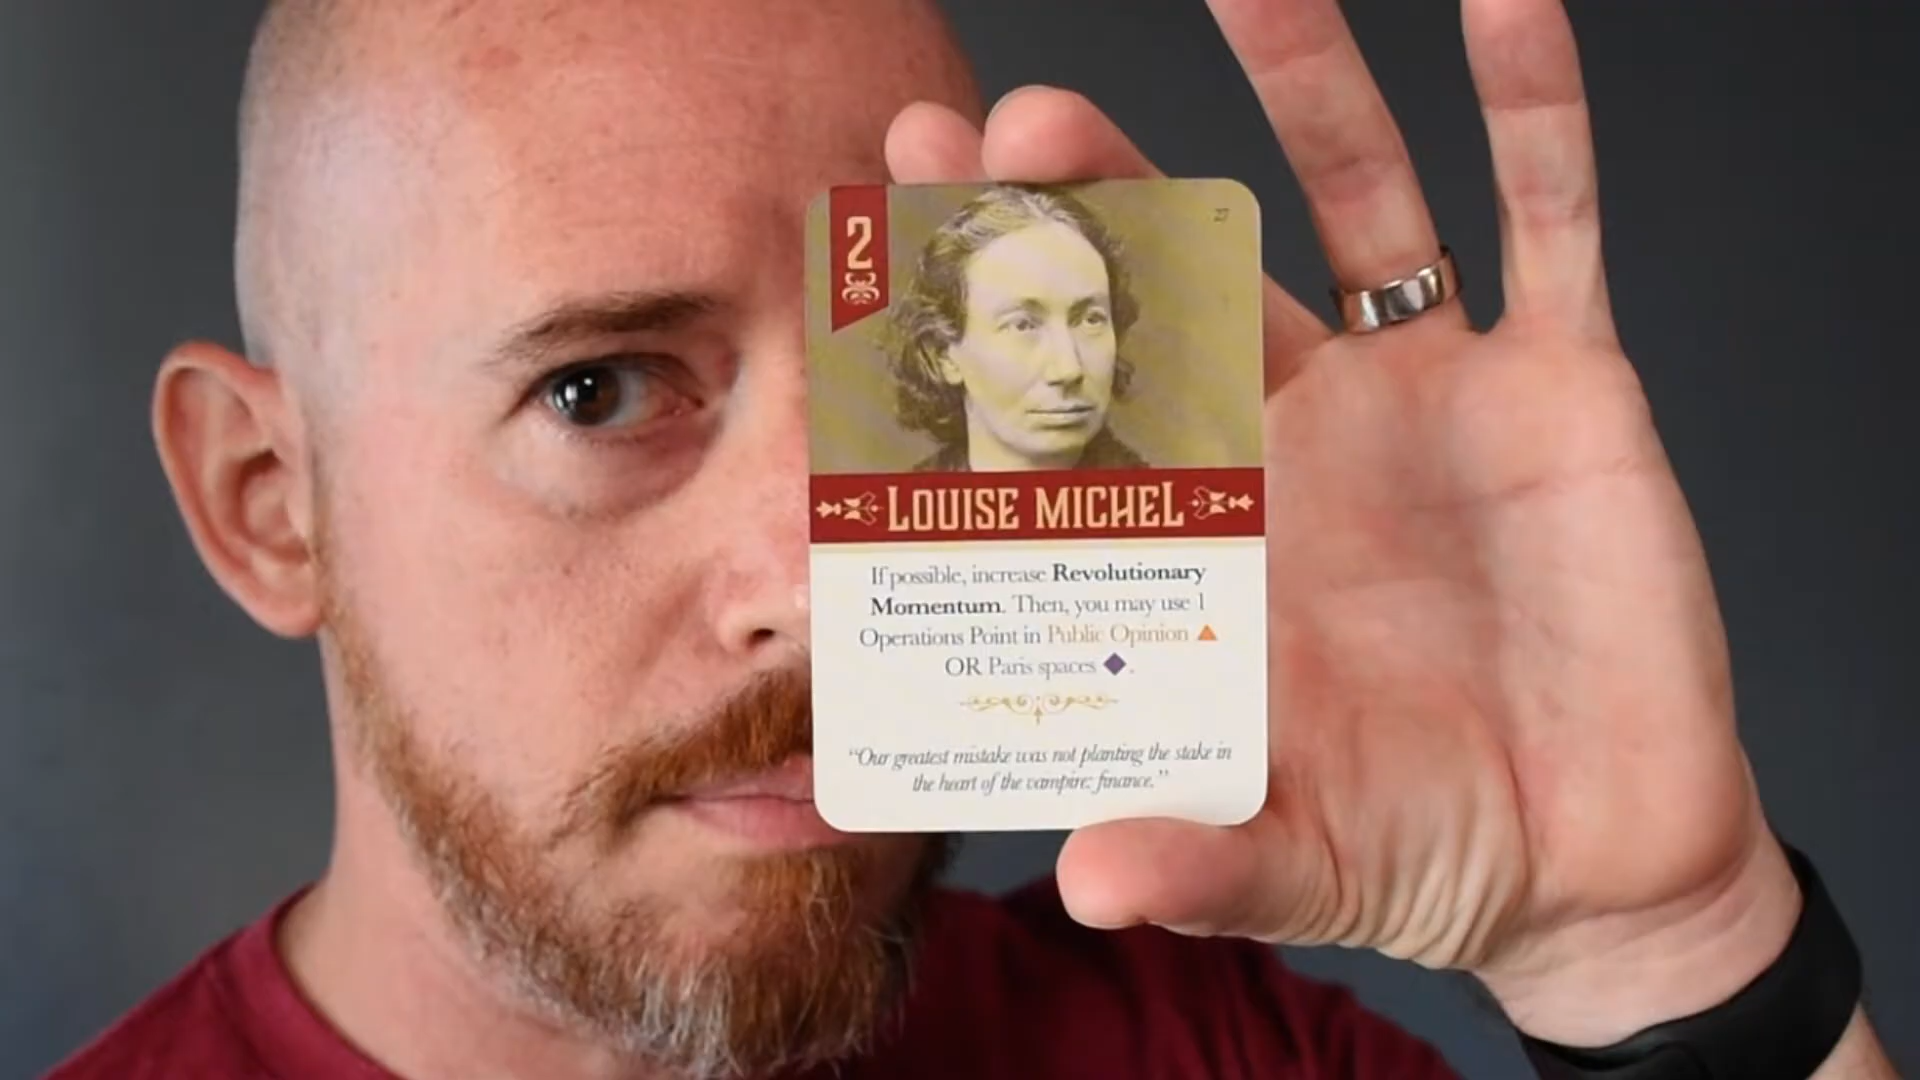 2
27
LOUISE MICHEL
If possible, increase Revolutionary
Momentum. Then, you may use 1
Operations Point in Public Opinion
OR Paris spaces .
“Our greatest mistake was not planting the stake in
the heart of the vampire: finance.”